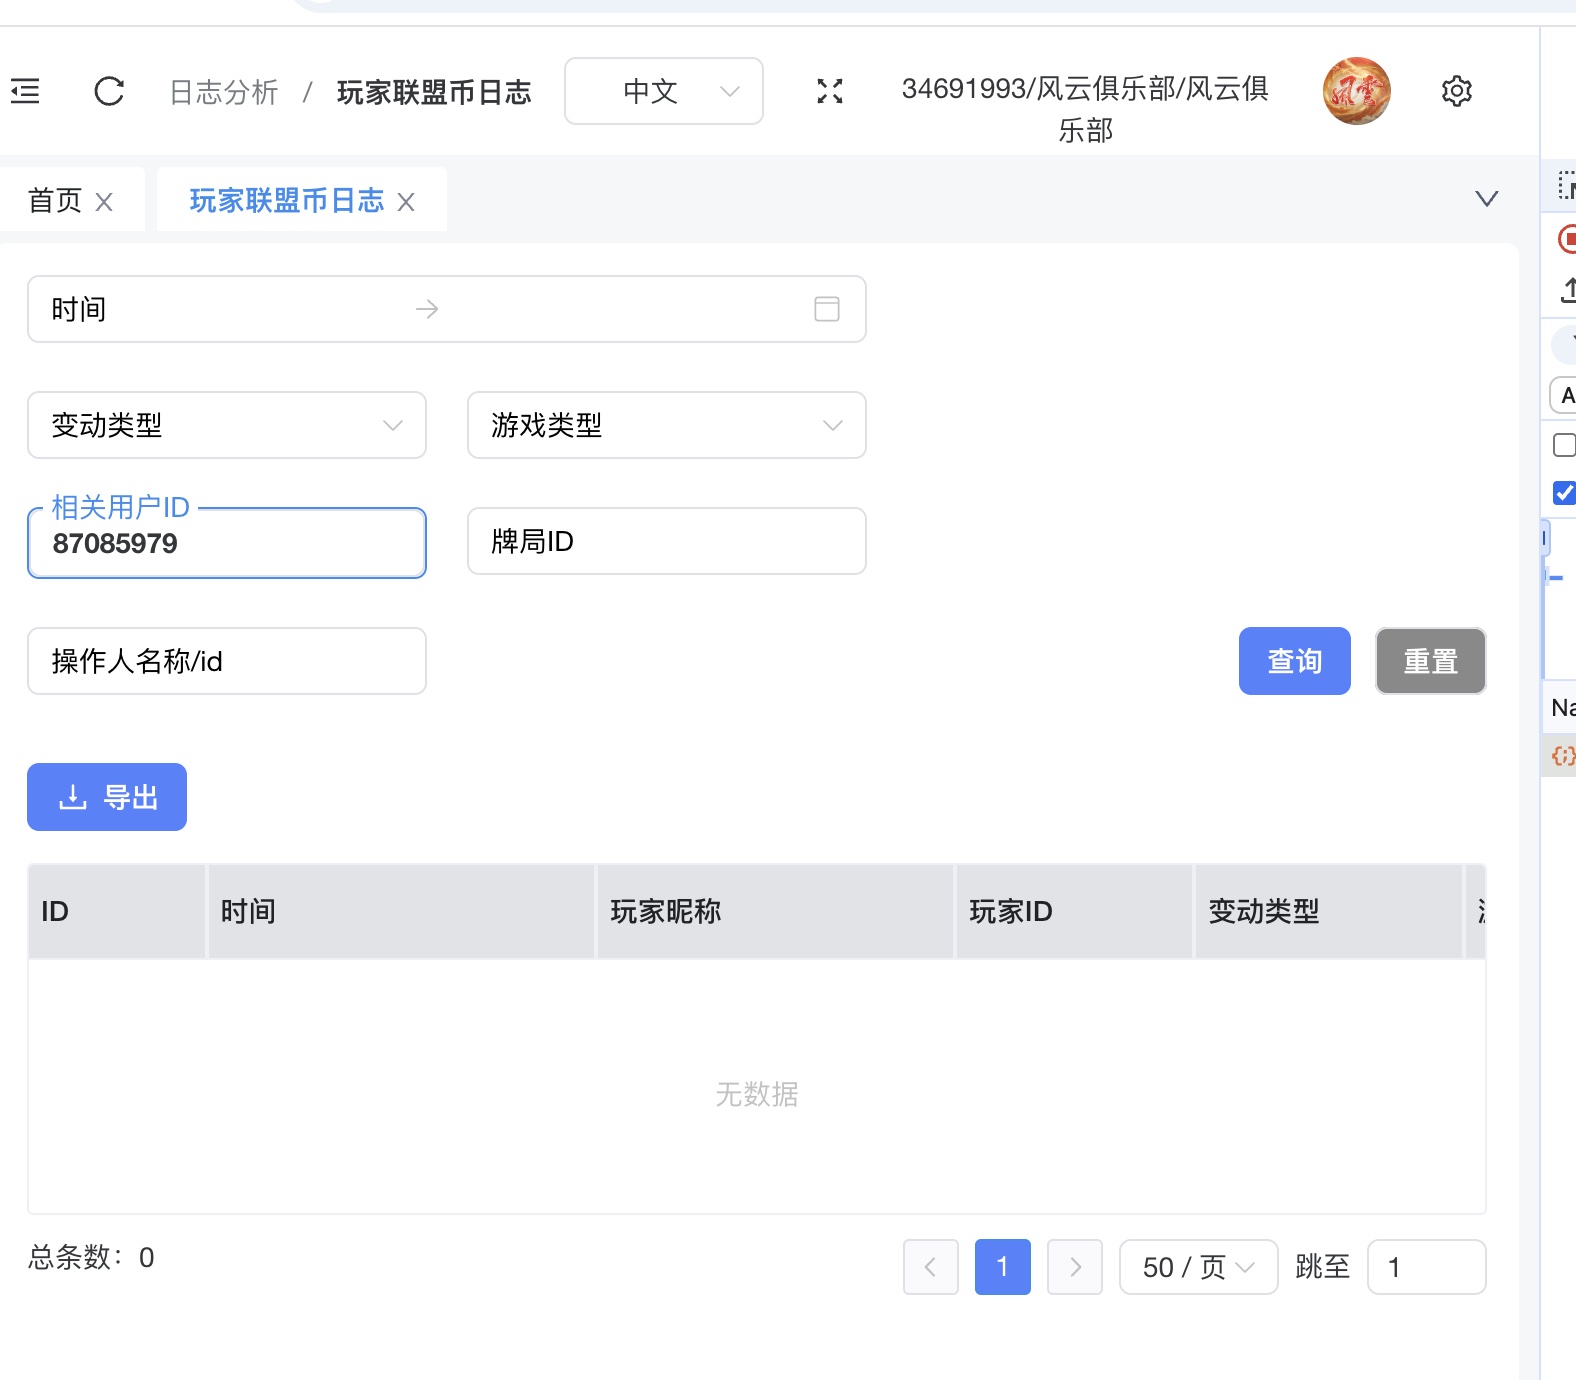 日志分析 / 玩家联盟币日志
中文
34691993/风云俱乐部/风云俱
乐部
首页 X
玩家联盟币日志 X
时间
变动类型
游戏类型
相关用户ID
87085979
牌局ID
操作人名称/id
查询
重置
导出
ID
时间
玩家昵称
玩家ID
变动类型
无数据
总条数：0
1
50 / 页
跳至
1
A
Na